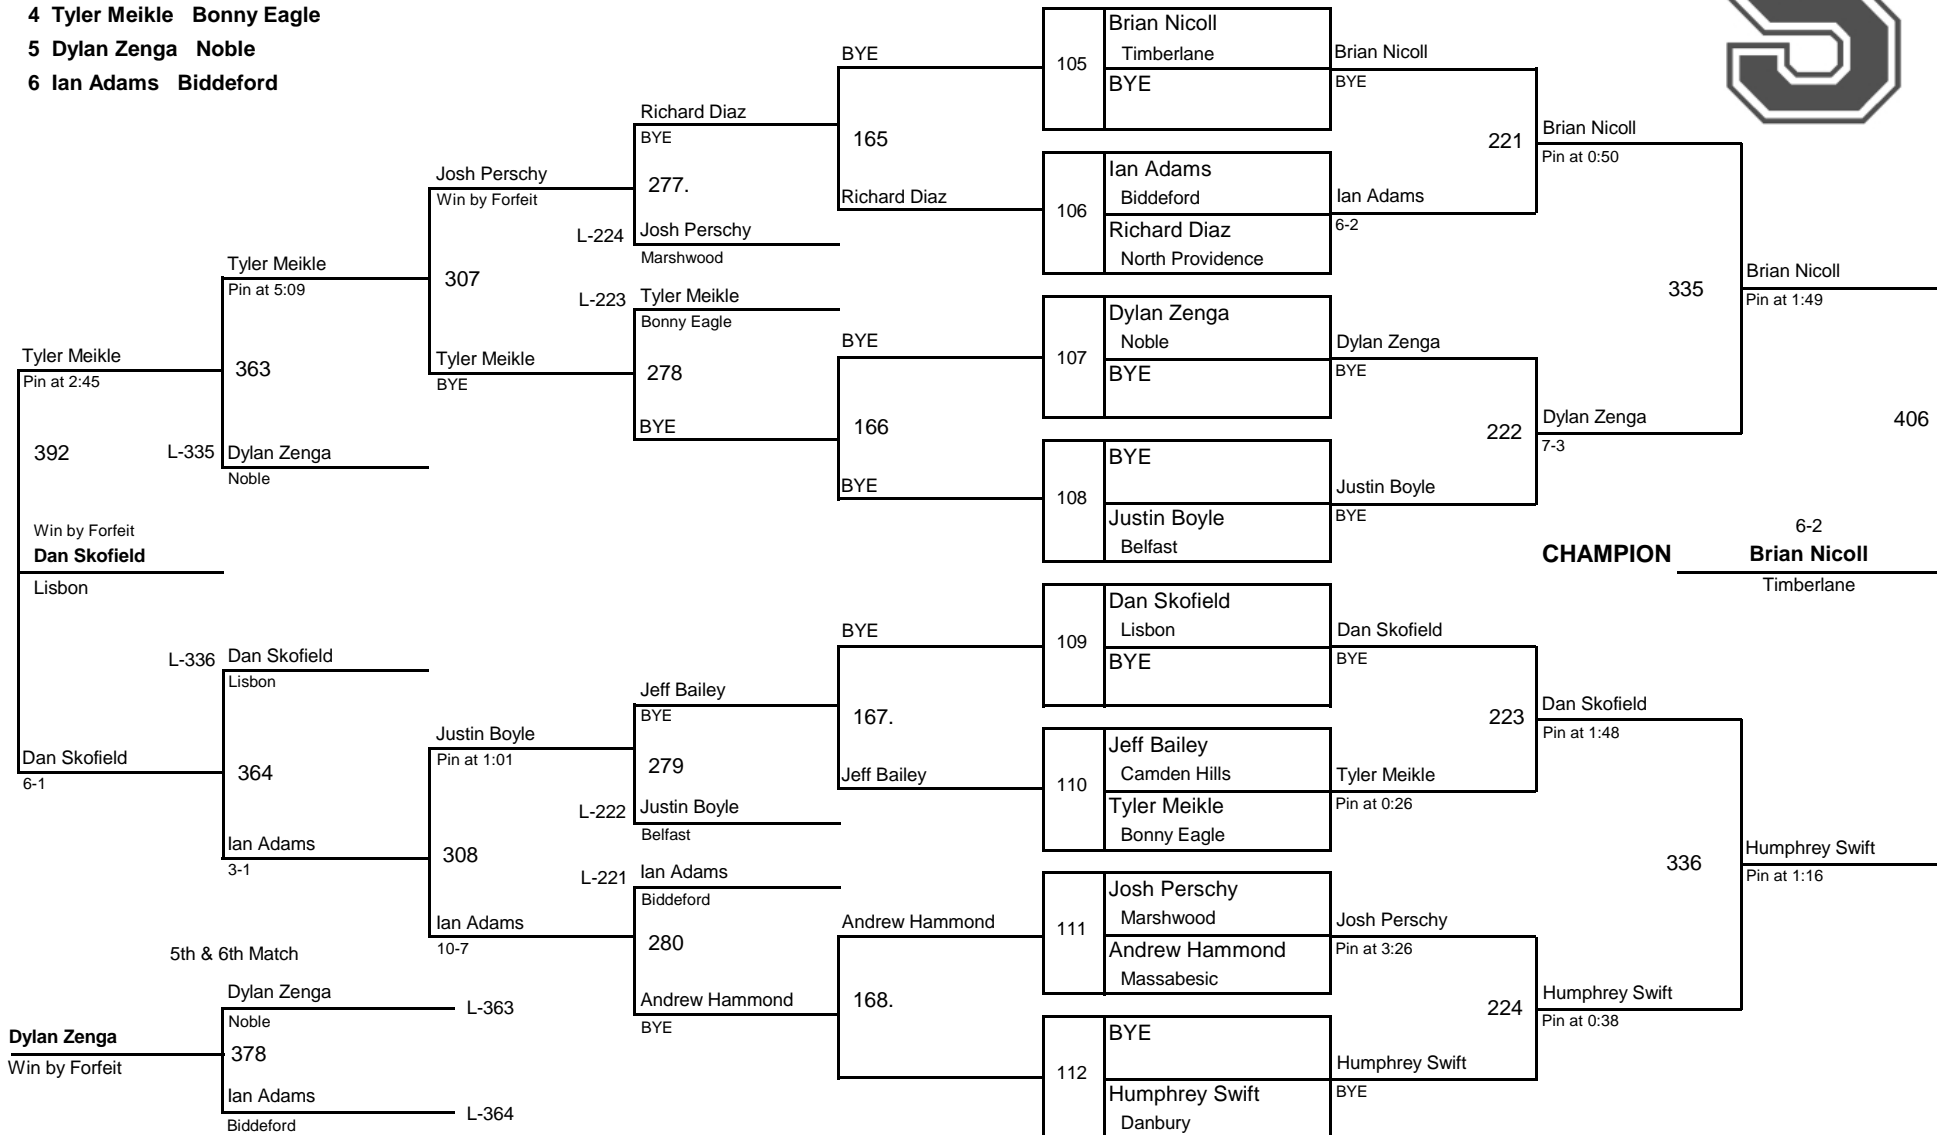 4 Tyler Meikle Bonny Eagle
5 Dylan Zenga Noble
6 Ian Adams Biddeford
Tyler Meikle
Pin at 2:45
392
Win by Forfeit
Dan Skofield
Lisbon
Dan Skofield
6-1
Tyler Meikle
Pin at 5:09
363
L-335 Dylan Zenga
Noble
L-336 Dan Skofield
Lisbon
364
Ian Adams
3-1
5th & 6th Match
Dylan Zenga
L-363
Noble
Dylan Zenga
378
Win by Forfeit
Ian Adams
L-364
Biddeford
Josh Perschy
Win by Forfeit
307
Tyler Meikle
BYE
Justin Boyle
Pin at 1:01
308
Ian Adams
10-7
Richard Diaz
BYE
277.
L-224 Josh Perschy
Marshwood
L-223 Tyler Meikle
Bonny Eagle
278
BYE
Jeff Bailey
BYE
279
L-222 Justin Boyle
Belfast
L-221 Ian Adams
Biddeford
280
Andrew Hammond
BYE
BYE
165
Richard Diaz
BYE
166
BYE
BYE
167.
Jeff Bailey
Andrew Hammond
168.
105
Brian Nicoll
Timberlane
BYE
106
Ian Adams
Biddeford
Richard Diaz
North Providence
107
Dylan Zenga
Noble
BYE
108
BYE
Justin Boyle
Belfast
109
Dan Skofield
Lisbon
BYE
110
Jeff Bailey
Camden Hills
Tyler Meikle
Bonny Eagle
111
Josh Perschy
Marshwood
Andrew Hammond
Massabesic
112
BYE
Humphrey Swift
Danbury
Brian Nicoll
BYE
221
Ian Adams
6-2
Dylan Zenga
BYE
222
Justin Boyle
BYE
Dan Skofield
BYE
223
Tyler Meikle
Pin at 0:26
Josh Perschy
Pin at 3:26
224
Humphrey Swift
BYE
Brian Nicoll
Pin at 0:50
335
Dylan Zenga
7-3
Dan Skofield
Pin at 1:48
336
Humphrey Swift
Pin at 0:38
Brian Nicoll
Pin at 1:49
406
6-2
CHAMPION Brian Nicoll
Timberlane
Humphrey Swift
Pin at 1:16